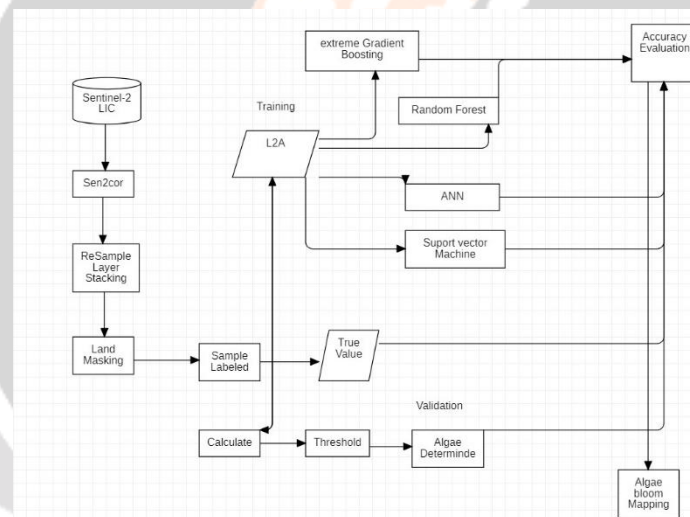 extreme Gradient
Boosting
Accuracy
Evaluation
Sentinel-2
LIC
Training
Random Forest
L2A
Sen2cor
ANN
Suport vector
Machine
ReSample
Layer
Stacking
Land
Masking
Sample
Labeled
True
Value
Validation
Calculate
Threshold
Algae
Determinde
Algae
bloom
Mapping